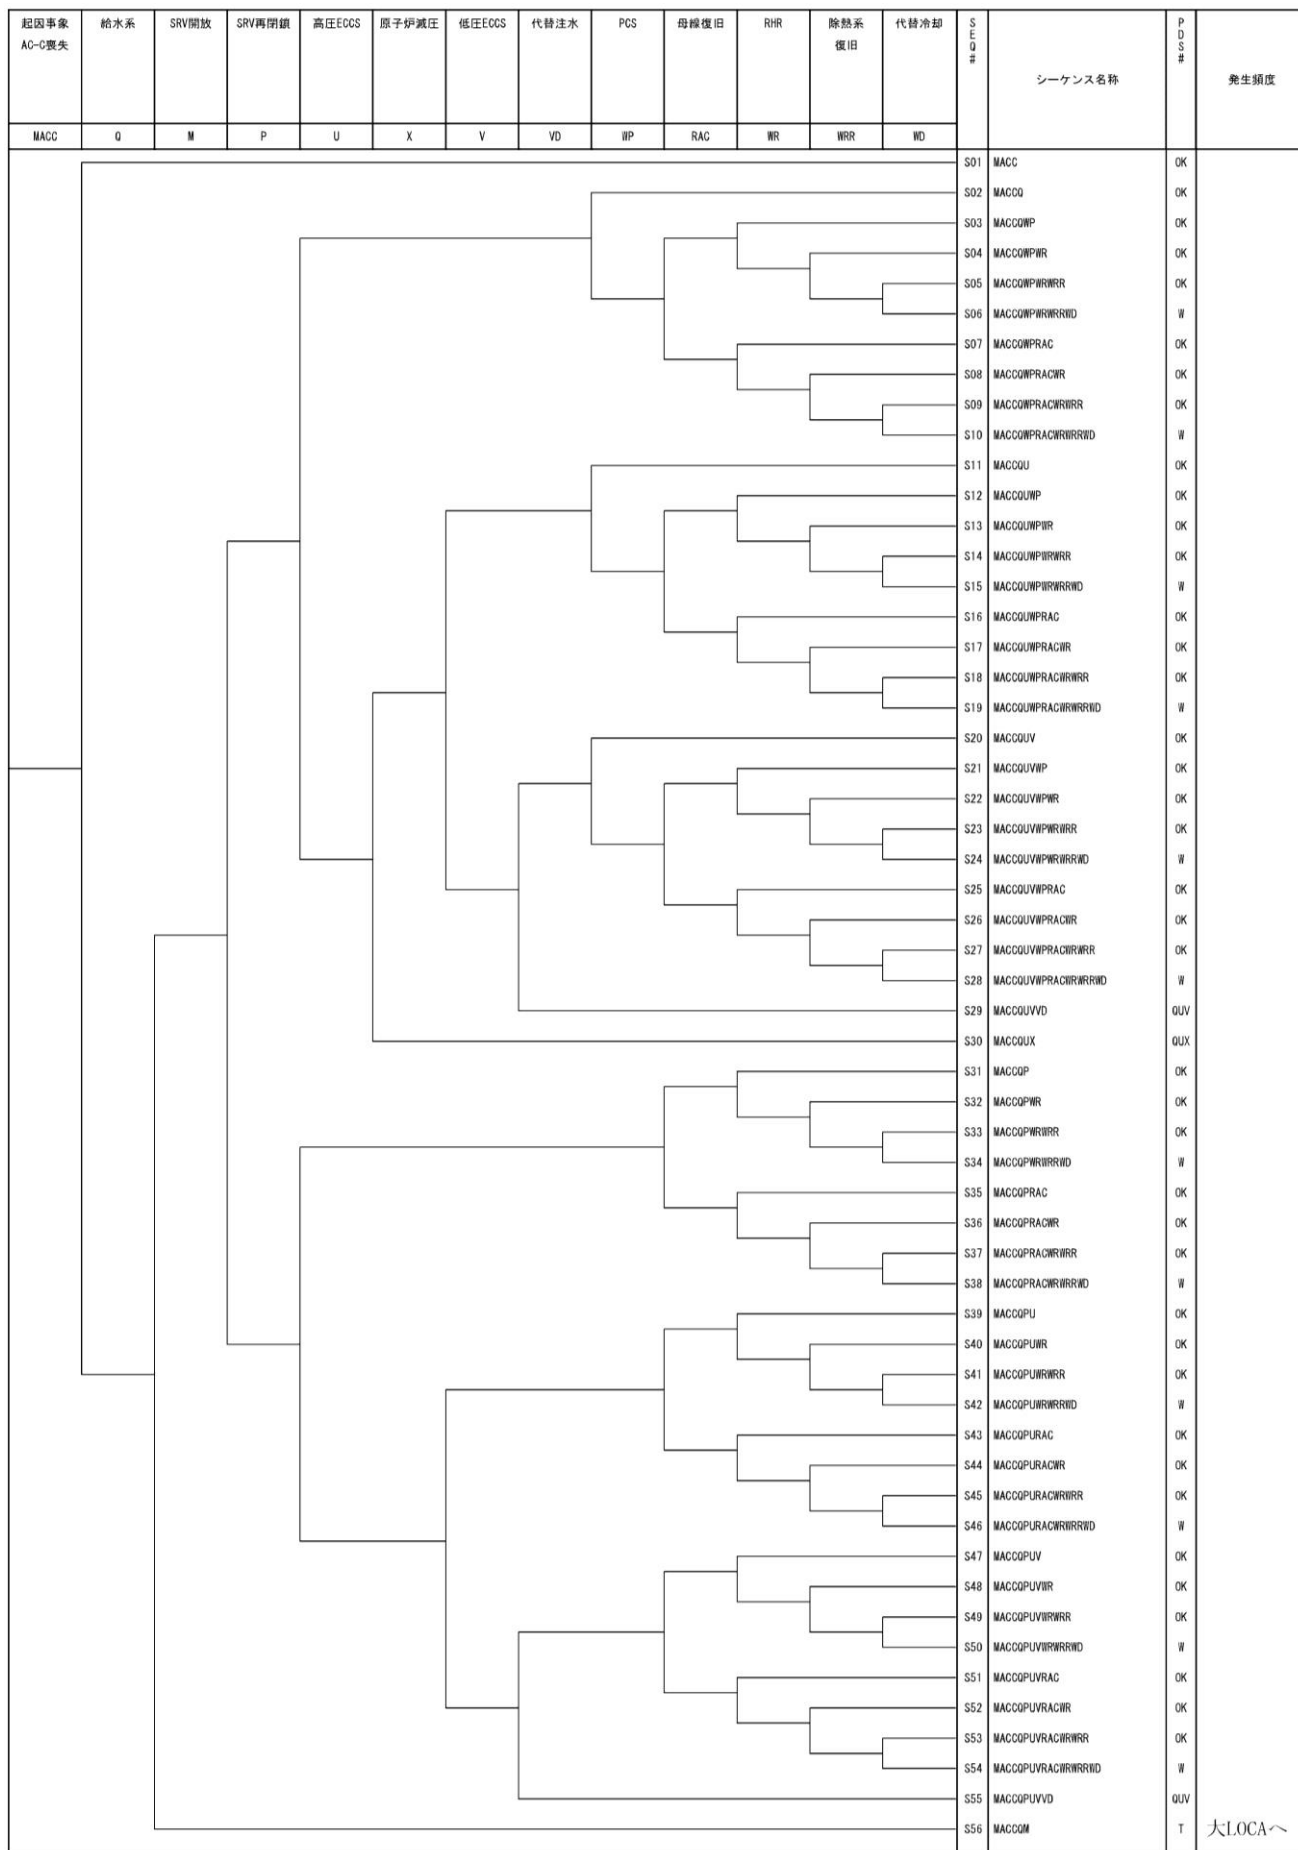 起因事象 給水系 SRV開放 SRV再閉鎖 高圧ECCS 原子炉減圧 低圧ECCS 代替注水 PCS 母線復旧 RHR 除熱系 代替冷却 SEQ# シーケンス名称 PDS# 発生頻度
AC-C喪失 復旧
MACC Q M P U X V VD WP RAC WR WRR WD
S01 MACC OK
S02 MACCQ OK
S03 MACCQWP OK
S04 MACCQWPWR OK
S05 MACCQWPWRWRR OK
S06 MACCQWPWRWRRWD W
S07 MACCQWPRAC OK
S08 MACCQWPRACWR OK
S09 MACCQWPRACWRWRR OK
S10 MACCQWPRACWRWRRWD W
S11 MACCQU OK
S12 MACCQUWP OK
S13 MACCQUWPWR OK
S14 MACCQUWPWRWRR OK
S15 MACCQUWPWRWRRWD W
S16 MACCQUWPRAC OK
S17 MACCQUWPRACWR OK
S18 MACCQUWPRACWRWRR OK
S19 MACCQUWPRACWRWRRWD W
S20 MACCQUV OK
S21 MACCQUVWP OK
S22 MACCQUVWPWR OK
S23 MACCQUVWPWRWRR OK
S24 MACCQUVWPWRWRRWD W
S25 MACCQUVWPRAC OK
S26 MACCQUVWPRACWR OK
S27 MACCQUVWPRACWRWRR OK
S28 MACCQUVWPRACWRWRRWD W
S29 MACCQUVVD QUV
S30 MACCQUX QUX
S31 MACCQP OK
S32 MACCQPWR OK
S33 MACCQPWRWRR OK
S34 MACCQPWRWRRWD W
S35 MACCQPRAC OK
S36 MACCQPRACWR OK
S37 MACCQPRACWRWRR OK
S38 MACCQPRACWRWRRWD W
S39 MACCQPU OK
S40 MACCQPUWR OK
S41 MACCQPUWRWRR OK
S42 MACCQPUWRWRRWD W
S43 MACCQPURAC OK
S44 MACCQPURACWR OK
S45 MACCQPURACWRWRR OK
S46 MACCQPURACWRWRRWD W
S47 MACCQPUV OK
S48 MACCQPUVWR OK
S49 MACCQPUVWRWRR OK
S50 MACCQPUVWRWRRWD W
S51 MACCQPUVRAC OK
S52 MACCQPUVRACWR OK
S53 MACCQPUVRACWRWRR OK
S54 MACCQPUVRACWRWRRWD W
S55 MACCQPUVVD QUV
S56 MACCQM T 大LOCAへ